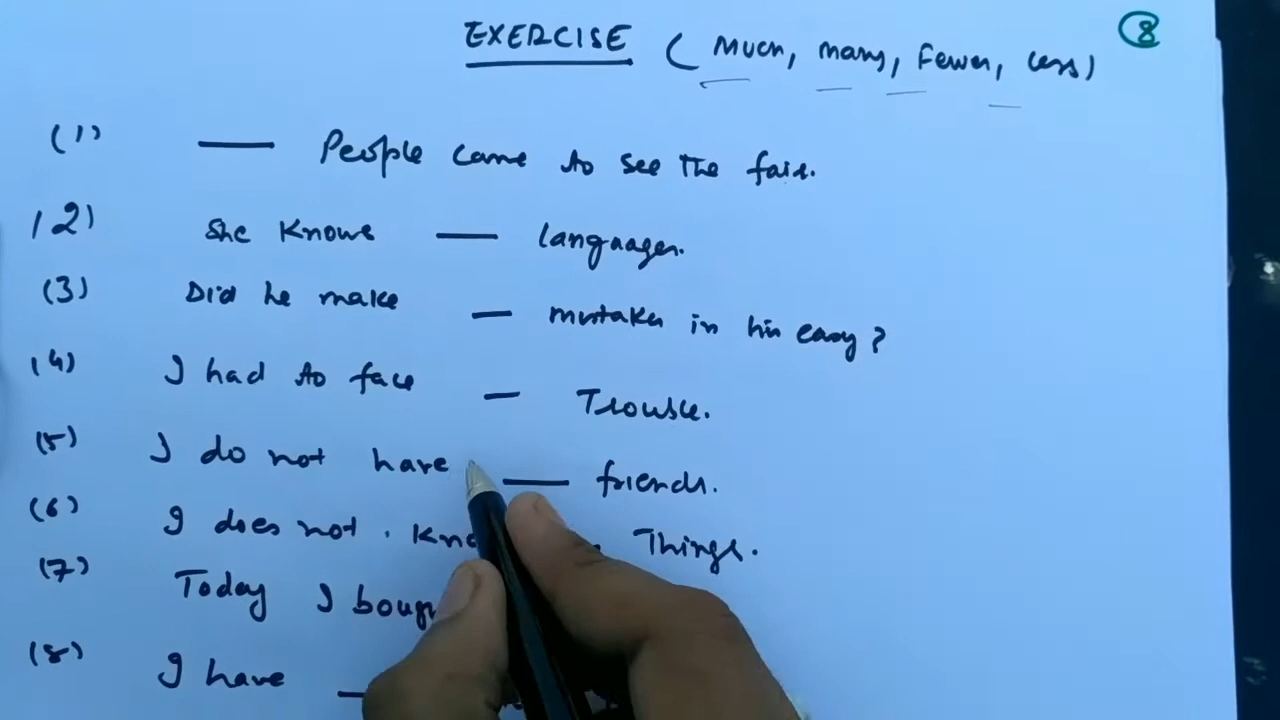 EXERCISE (Much, many, Fewer, less) 8
(1) — People came to see the fair.
(2) She knows — languages.
(3) Did he make — mistakes in his easy?
(4) I had to face — Trouble.
(5) I do not have — friends.
(6) I does not . Things.
(7) Today I
(8) I have —